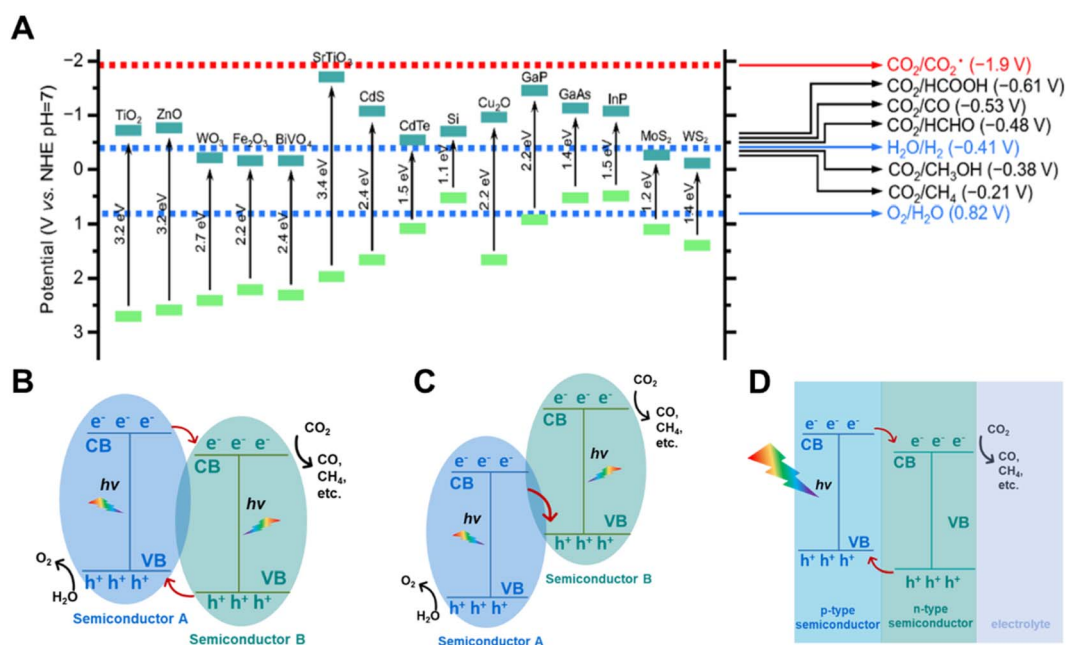 A
Potential (V vs. NHE pH=7)
−2
−1
0
1
2
3
TiO2
3.2 eV
ZnO
3.2 eV
WO3
2.7 eV
Fe2O3
2.2 eV
BiVO4
2.4 eV
SrTiO3
3.4 eV
CdS
2.4 eV
CdTe
1.5 eV
Si
1.1 eV
Cu2O
2.2 eV
GaP
2.2 eV
GaAs
1.4 eV
InP
1.5 eV
MoS2
1.2 eV
WS2
1.4 eV
CO2/CO2• (−1.9 V)
CO2/HCOOH (−0.61 V)
CO2/CO (−0.53 V)
CO2/HCHO (−0.48 V)
H2O/H2 (−0.41 V)
CO2/CH3OH (−0.38 V)
CO2/CH4 (−0.21 V)
O2/H2O (0.82 V)
B
e- e- e-
CB
hv
VB
h+ h+ h+
O2
H2O
Semiconductor A
e- e- e-
CB
hv
VB
h+ h+ h+
CO2
CO,
CH4,
etc.
Semiconductor B
C
e- e- e-
CB
hv
VB
h+ h+ h+
O2
H2O
Semiconductor A
e- e- e-
CB
hv
VB
h+ h+ h+
CO2
CO,
CH4,
etc.
Semiconductor B
D
e- e- e-
CB
hv
VB
h+ h+ h+
p-type
semiconductor
e- e- e-
CB
VB
h+ h+ h+
n-type
semiconductor
CO2
CO,
CH4,
etc.
electrolyte